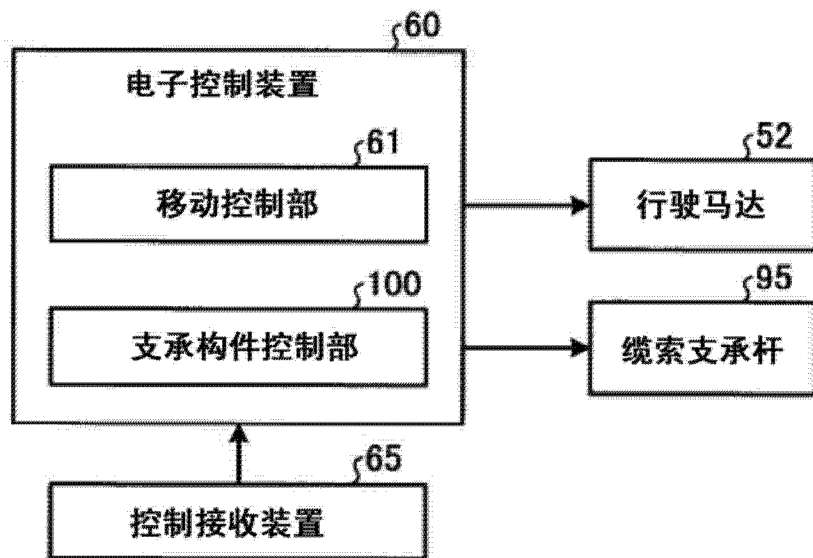 60
电子控制装置
61
移动控制部
52
行驶马达
100
支承构件控制部
95
缆索支承杆
65
控制接收装置